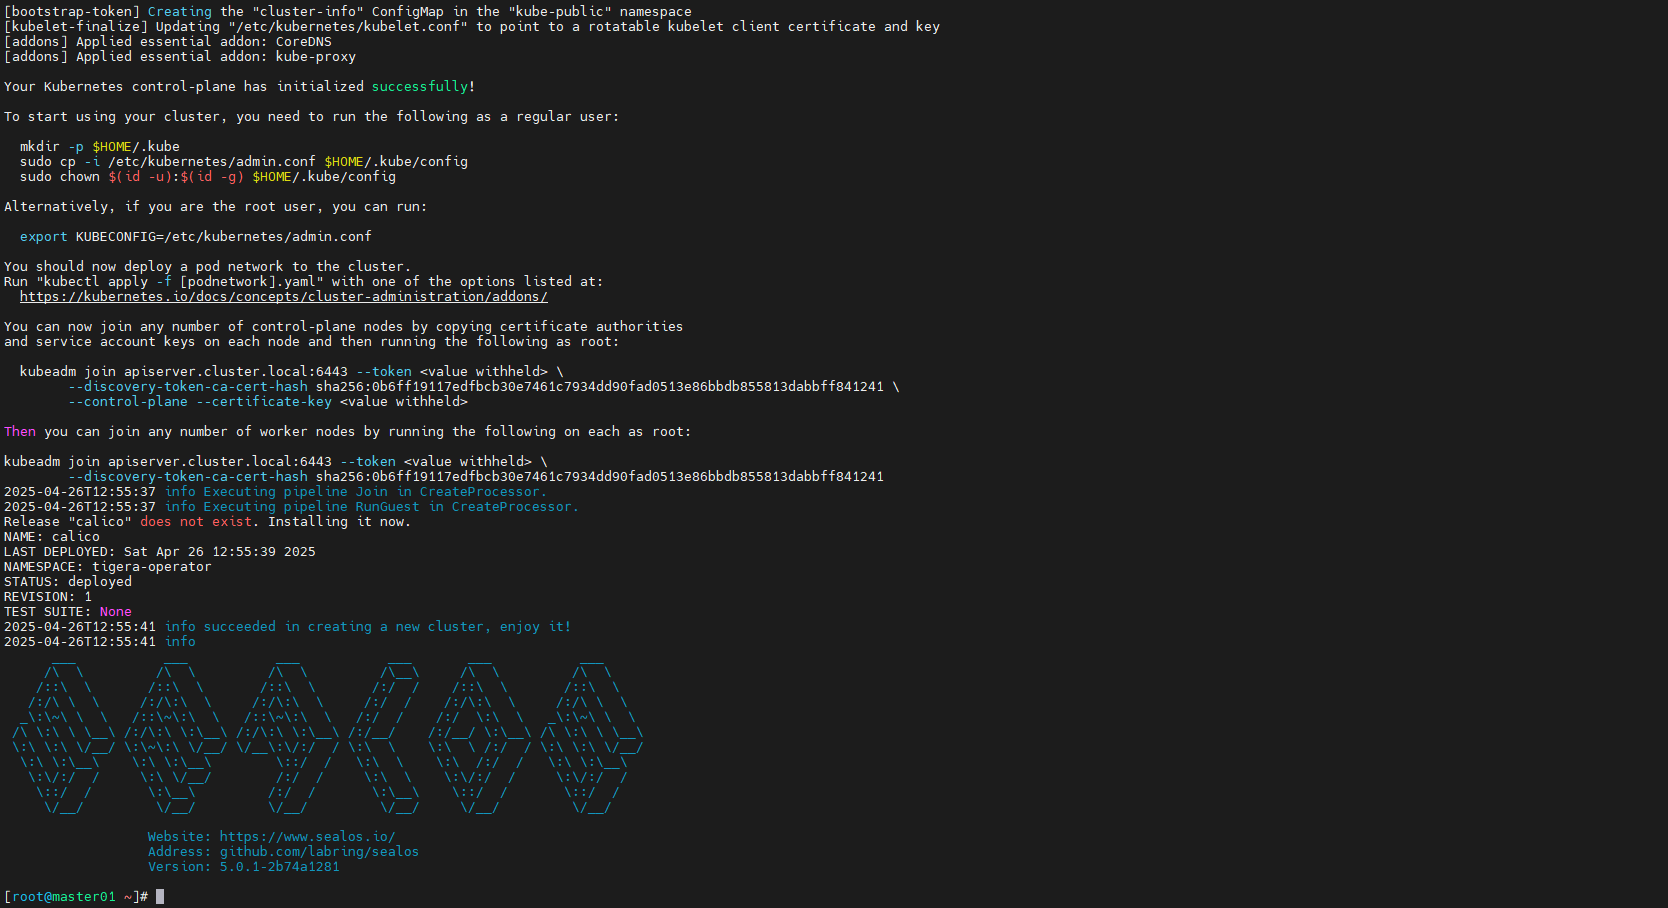 [bootstrap-token] Creating the "cluster-info" ConfigMap in the "kube-public" namespace
[kubelet-finalize] Updating "/etc/kubernetes/kubelet.conf" to point to a rotatable kubelet client certificate and key
[addons] Applied essential addon: CoreDNS
[addons] Applied essential addon: kube-proxy

Your Kubernetes control-plane has initialized successfully!

To start using your cluster, you need to run the following as a regular user:

  mkdir -p $HOME/.kube
  sudo cp -i /etc/kubernetes/admin.conf $HOME/.kube/config
  sudo chown $(id -u):$(id -g) $HOME/.kube/config

Alternatively, if you are the root user, you can run:

  export KUBECONFIG=/etc/kubernetes/admin.conf

You should now deploy a pod network to the cluster.
Run "kubectl apply -f [podnetwork].yaml" with one of the options listed at:
  https://kubernetes.io/docs/concepts/cluster-administration/addons/

You can now join any number of control-plane nodes by copying certificate authorities
and service account keys on each node and then running the following as root:

  kubeadm join apiserver.cluster.local:6443 --token <value withheld> \
        --discovery-token-ca-cert-hash sha256:0b6ff19117edfbcb30e7461c7934dd90fad0513e86bbdb855813dabbff841241 \
        --control-plane --certificate-key <value withheld>

Then you can join any number of worker nodes by running the following on each as root:

kubeadm join apiserver.cluster.local:6443 --token <value withheld> \
        --discovery-token-ca-cert-hash sha256:0b6ff19117edfbcb30e7461c7934dd90fad0513e86bbdb855813dabbff841241
2025-04-26T12:55:37 info Executing pipeline Join in CreateProcessor.
2025-04-26T12:55:37 info Executing pipeline RunGuest in CreateProcessor.
Release "calico" does not exist. Installing it now.
NAME: calico
LAST DEPLOYED: Sat Apr 26 12:55:39 2025
NAMESPACE: tigera-operator
STATUS: deployed
REVISION: 1
TEST SUITE: None
2025-04-26T12:55:41 info succeeded in creating a new cluster, enjoy it!
2025-04-26T12:55:41 info

                  Website: https://www.sealos.io/
                  Address: github.com/labring/sealos
                  Version: 5.0.1-2b74a1281

[root@master01 ~]#